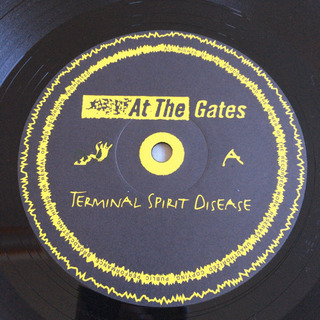 At The Gates
A
TERMINAL SPIRIT DISEASE